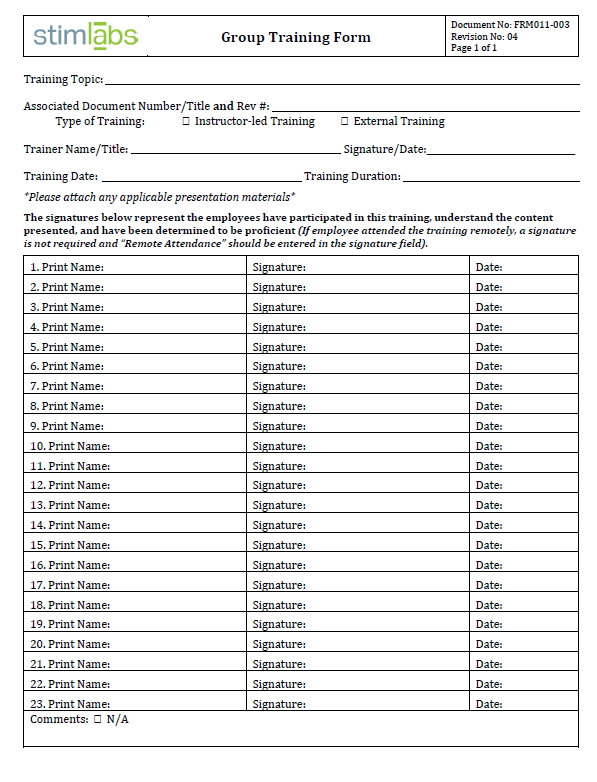 stimlabs
Group Training Form
Document No: FRM011-003
Revision No: 04
Page 1 of 1
Training Topic:
Associated Document Number/Title and Rev #:
Type of Training: ☐ Instructor-led Training ☐ External Training
Trainer Name/Title: Signature/Date:
Training Date: Training Duration:
*Please attach any applicable presentation materials*
The signatures below represent the employees have participated in this training, understand the content
presented, and have been determined to be proficient (If employee attended the training remotely, a signature
is not required and “Remote Attendance” should be entered in the signature field).
1. Print Name: Signature: Date:
2. Print Name: Signature: Date:
3. Print Name: Signature: Date:
4. Print Name: Signature: Date:
5. Print Name: Signature: Date:
6. Print Name: Signature: Date:
7. Print Name: Signature: Date:
8. Print Name: Signature: Date:
9. Print Name: Signature: Date:
10. Print Name: Signature: Date:
11. Print Name: Signature: Date:
12. Print Name: Signature: Date:
13. Print Name: Signature: Date:
14. Print Name: Signature: Date:
15. Print Name: Signature: Date:
16. Print Name: Signature: Date:
17. Print Name: Signature: Date:
18. Print Name: Signature: Date:
19. Print Name: Signature: Date:
20. Print Name: Signature: Date:
21. Print Name: Signature: Date:
22. Print Name: Signature: Date:
23. Print Name: Signature: Date:
Comments: ☐ N/A